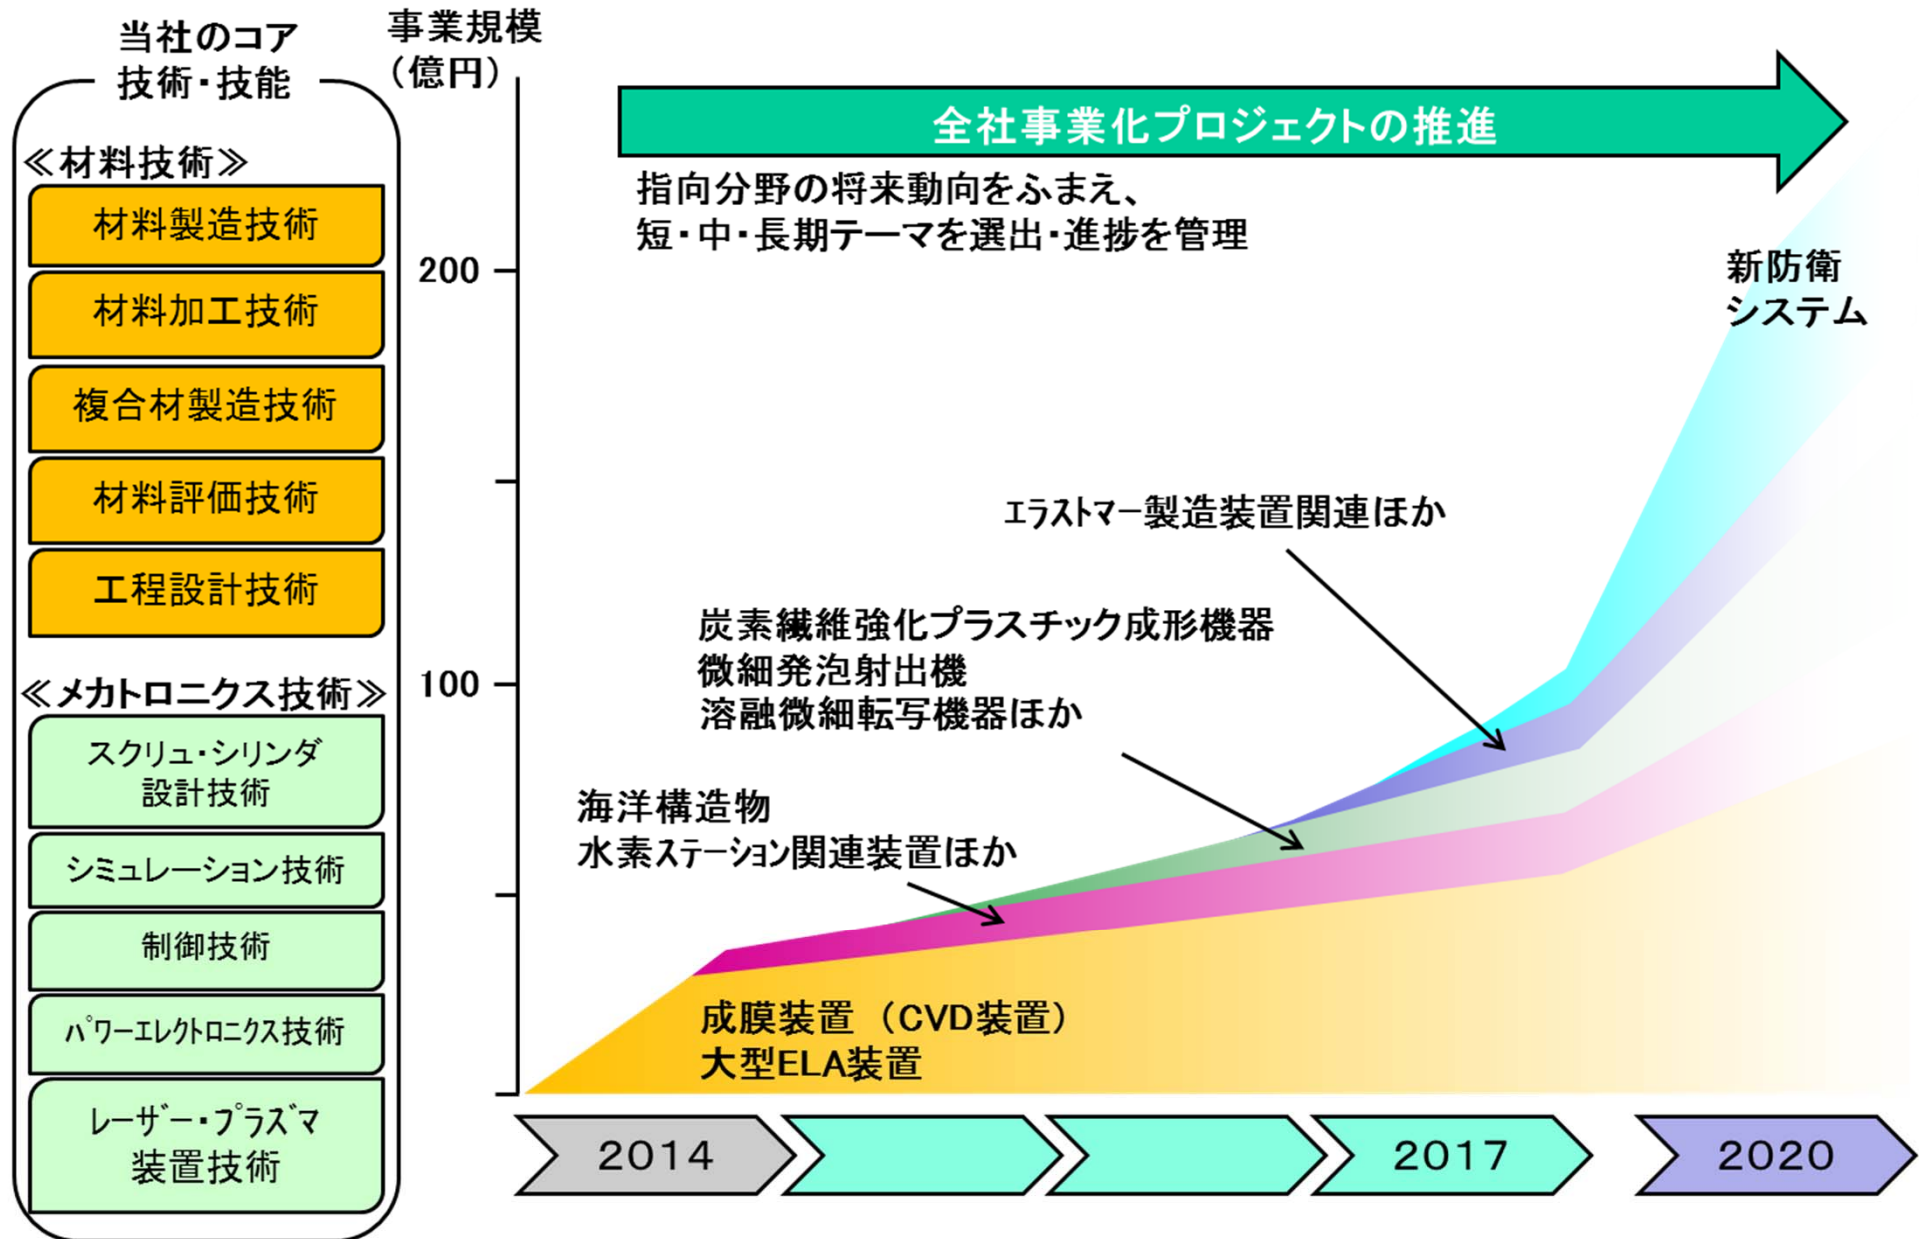 当社のコア
技術・技能
≪材料技術≫
材料製造技術
材料加工技術
複合材製造技術
材料評価技術
工程設計技術
≪メカトロニクス技術≫
スクリュ・シリンダ
設計技術
シミュレーション技術
制御技術
ﾊﾟﾜｰｴﾚｸﾄﾛﾆｸｽ技術
ﾚｰｻﾞｰ・ﾌﾟﾗｽﾞﾏ
装置技術
事業規模
（億円）
200
100
全社事業化プロジェクトの推進
指向分野の将来動向をふまえ、
短・中・長期テーマを選出・進捗を管理
新防衛
システム
ｴﾗｽﾄﾏｰ製造装置関連ほか
炭素繊維強化プラスチック成形機器
微細発泡射出機
溶融微細転写機器ほか
海洋構造物
水素ｽﾃｰｼｮﾝ関連装置ほか
成膜装置（CVD装置）
大型ELA装置
2014
2017
2020